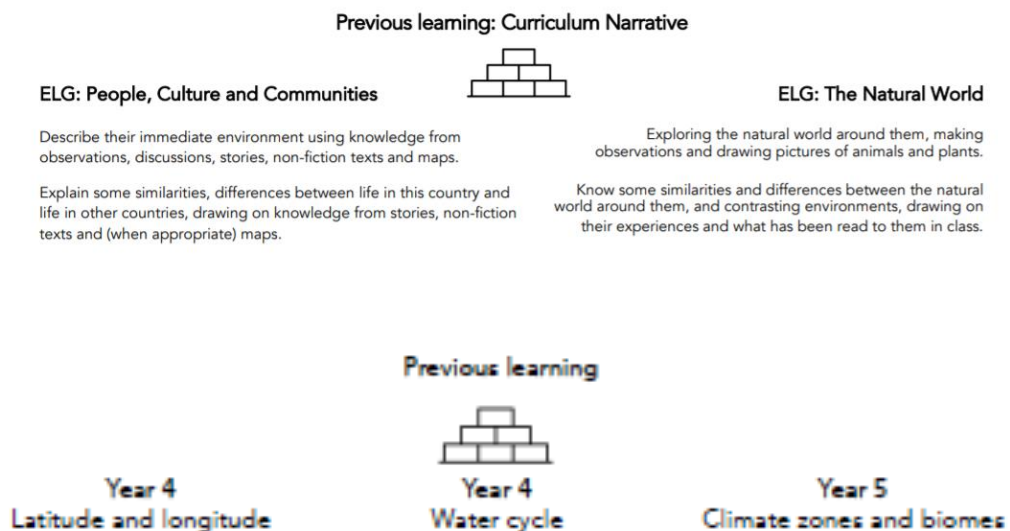 Previous learning: Curriculum Narrative
ELG: People, Culture and Communities
Describe their immediate environment using knowledge from
observations, discussions, stories, non-fiction texts and maps.
Explain some similarities, differences between life in this country and
life in other countries, drawing on knowledge from stories, non-fiction
texts and (when appropriate) maps.
ELG: The Natural World
Exploring the natural world around them, making
observations and drawing pictures of animals and plants.
Know some similarities and differences between the natural
world around them, and contrasting environments, drawing on
their experiences and what has been read to them in class.
Previous learning
Year 4
Latitude and longitude
Year 4
Water cycle
Year 5
Climate zones and biomes